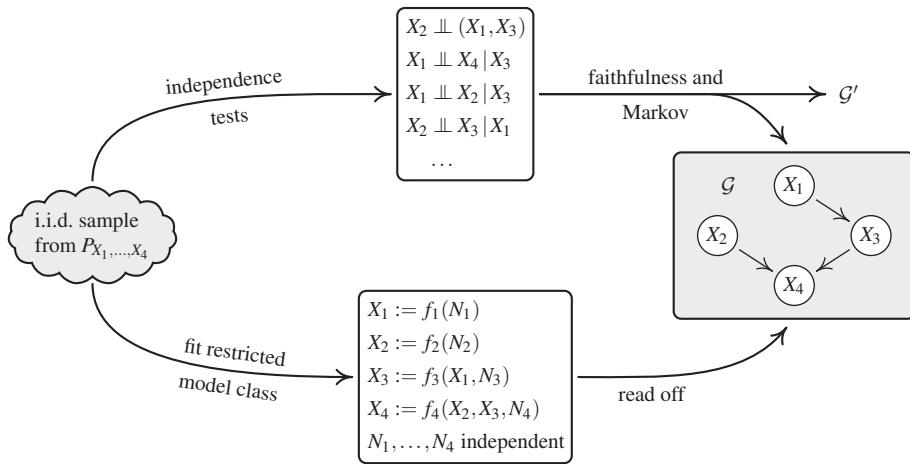 X₂ ⫫ (X₁, X₃)
X₁ ⫫ X₄ | X₃
X₁ ⫫ X₂ | X₃
X₂ ⫫ X₃ | X₁
…
independence
tests
faithfulness and
Markov
𝒢′
𝒢
X₁
X₂
X₃
X₄
i.i.d. sample
from P_{X₁,…,X₄}
fit restricted
model class
X₁ := f₁(N₁)
X₂ := f₂(N₂)
X₃ := f₃(X₁, N₃)
X₄ := f₄(X₂, X₃, N₄)
N₁, …, N₄ independent
read off